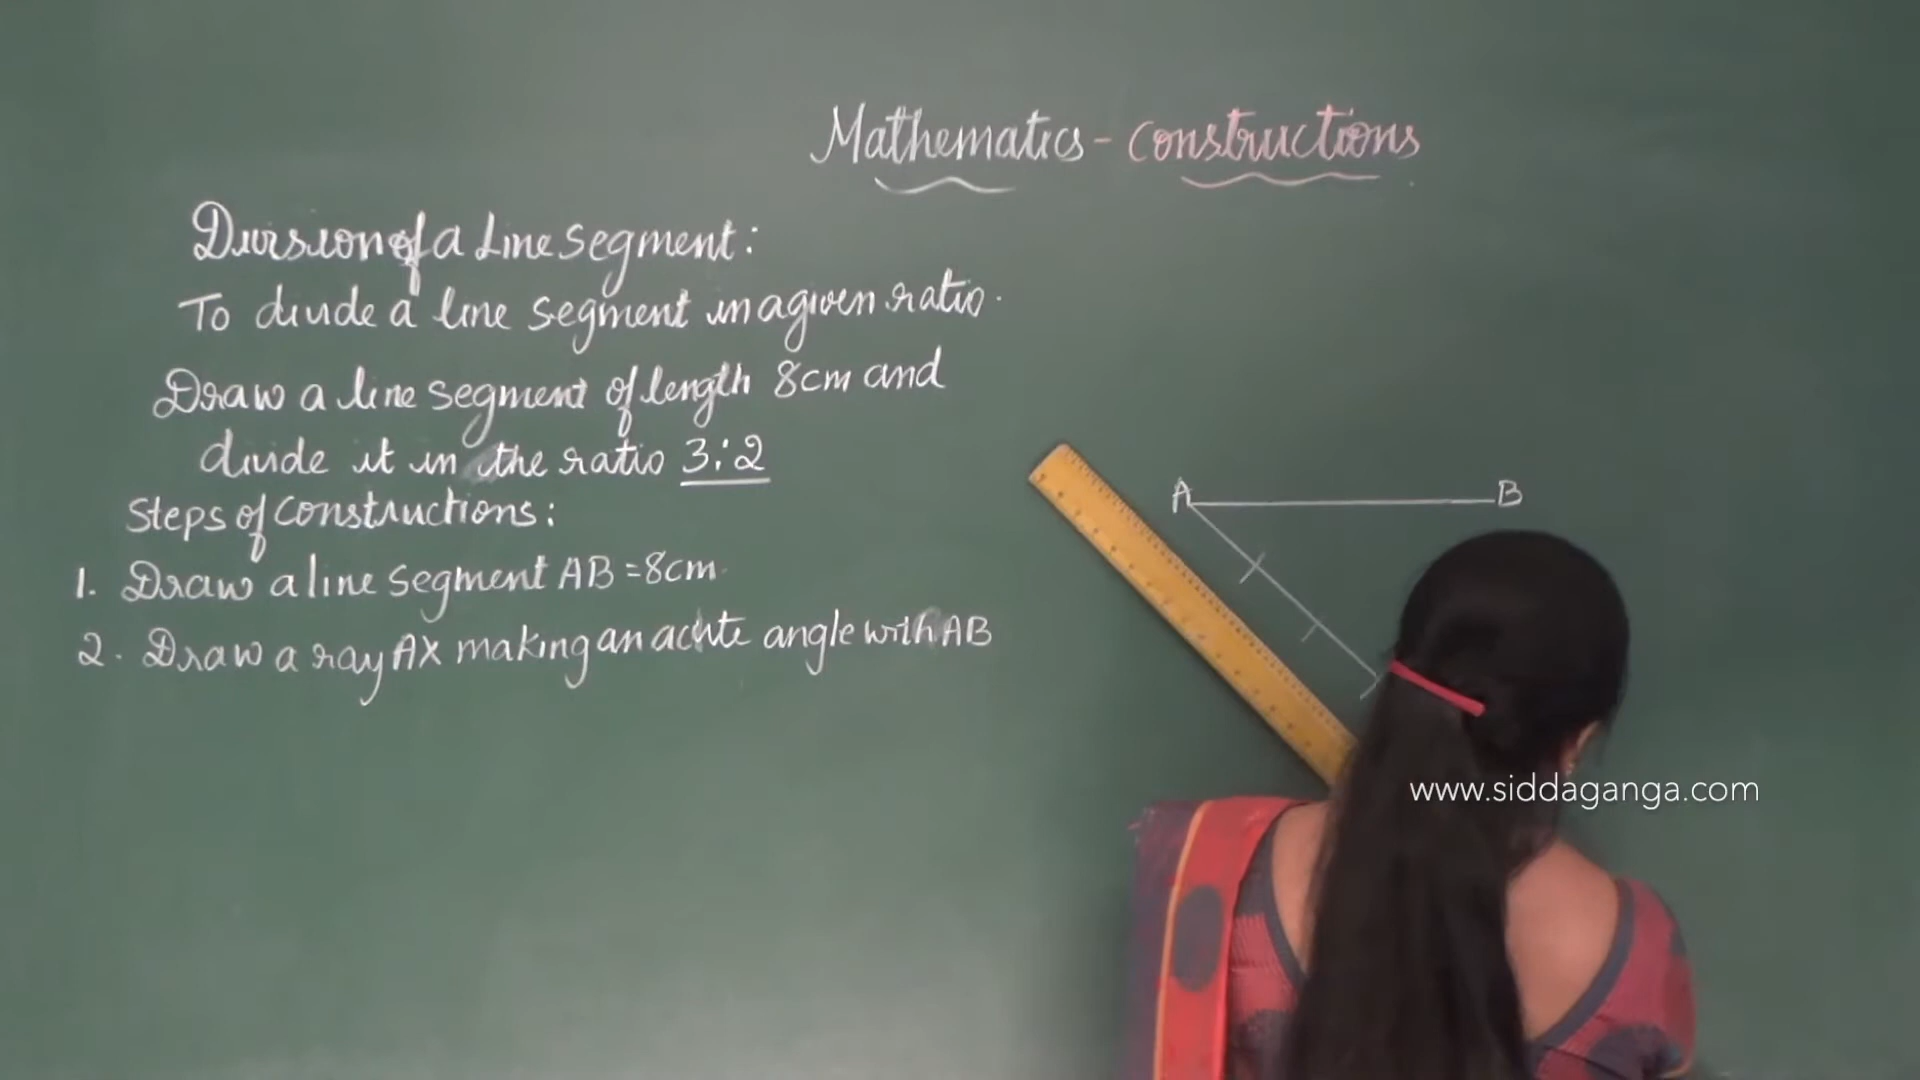 Mathematics - Constructions
Division of a Line Segment:
To divide a line segment in a given ratio.
Draw a line segment of length 8cm and
divide it in the ratio 3:2
Steps of Constructions:
1. Draw a line segment AB = 8cm.
2. Draw a ray AX making an acute angle with AB
A B
www.siddaganga.com